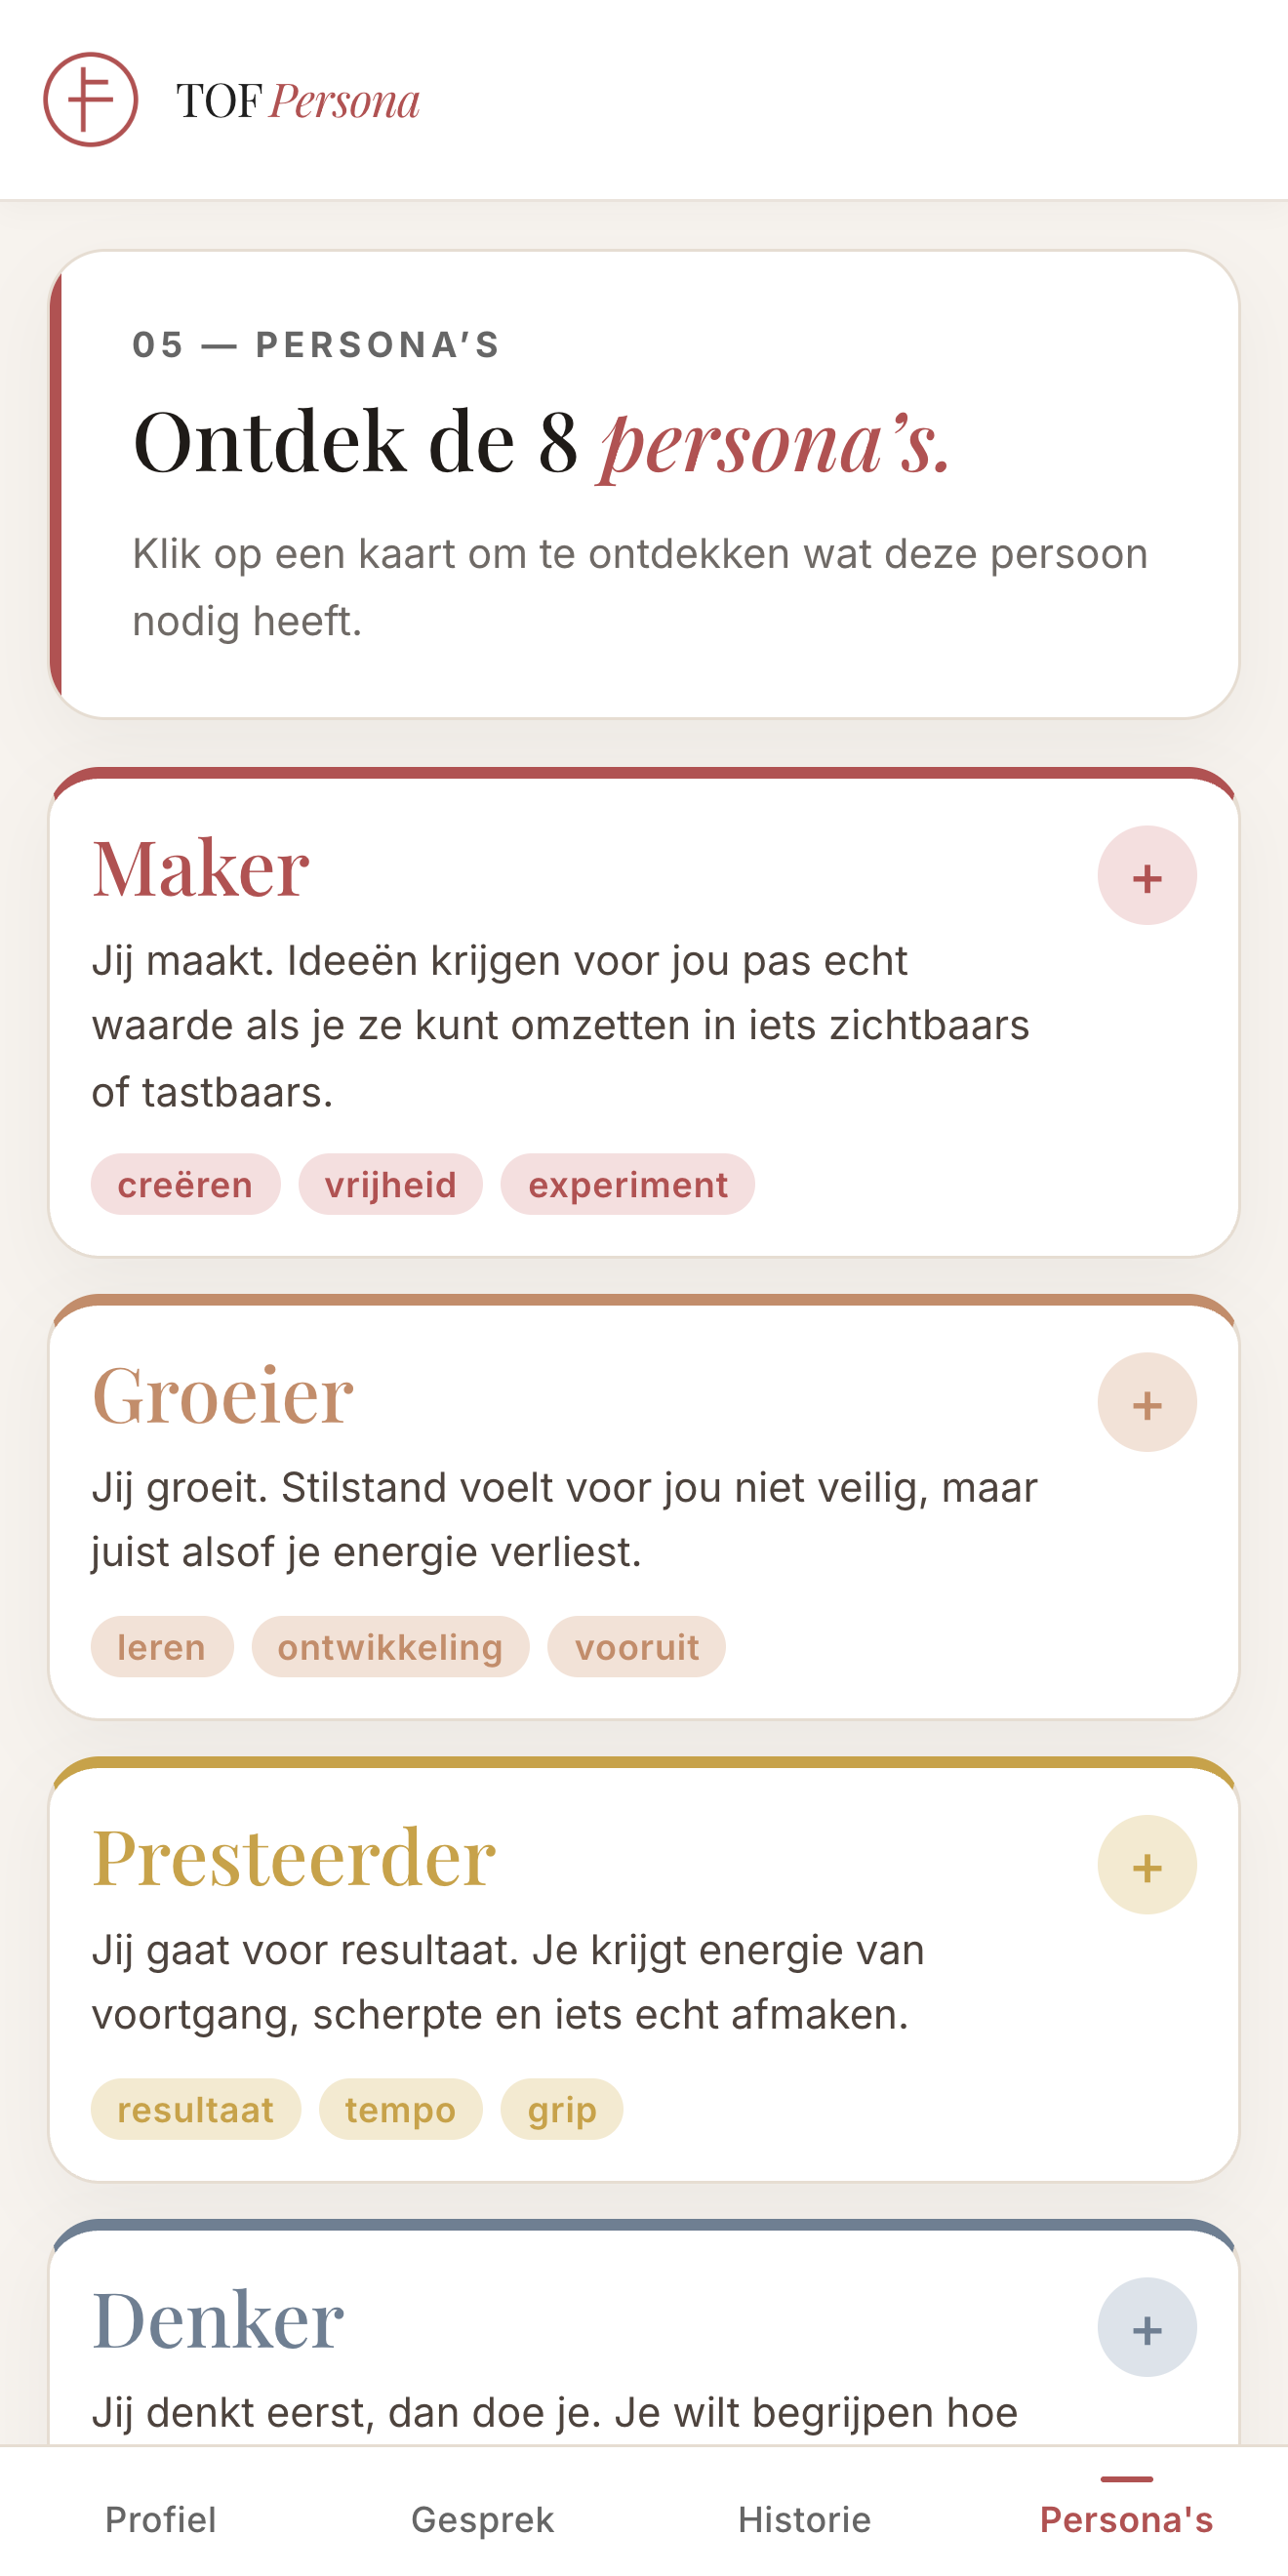 TOF Persona
05 — PERSONA’S
Ontdek de 8 persona’s.
Klik op een kaart om te ontdekken wat deze persoon
nodig heeft.
Maker
+
Jij maakt. Ideeën krijgen voor jou pas echt
waarde als je ze kunt omzetten in iets zichtbaars
of tastbaars.
creëren vrijheid experiment
Groeier
+
Jij groeit. Stilstand voelt voor jou niet veilig, maar
juist alsof je energie verliest.
leren ontwikkeling vooruit
Presteerder
+
Jij gaat voor resultaat. Je krijgt energie van
voortgang, scherpte en iets echt afmaken.
resultaat tempo grip
Denker
+
Jij denkt eerst, dan doe je. Je wilt begrijpen hoe
Profiel Gesprek Historie Persona's